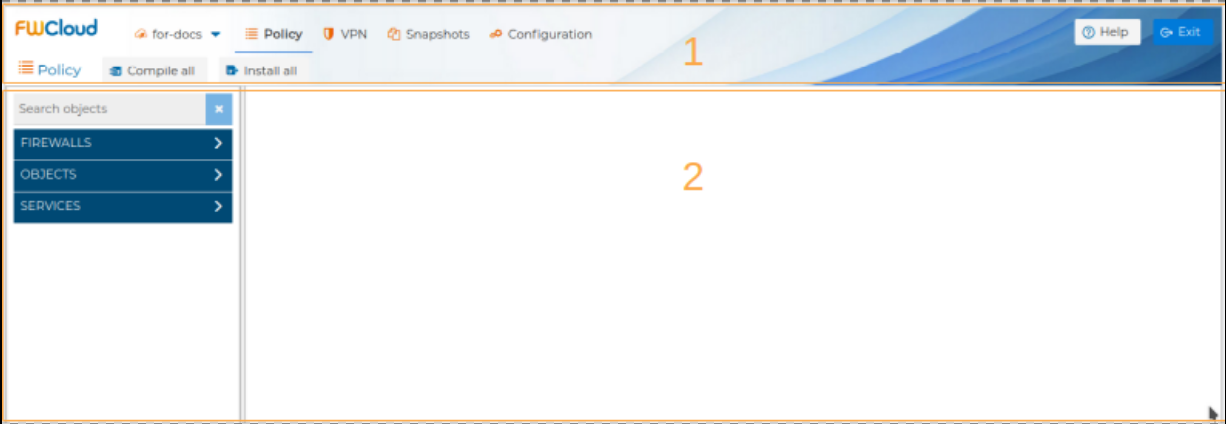 FWCloud for-docs Policy VPN Snapshots Configuration 1 Help Exit
Policy Compile all Install all
Search objects
FIREWALLS
OBJECTS
2
SERVICES